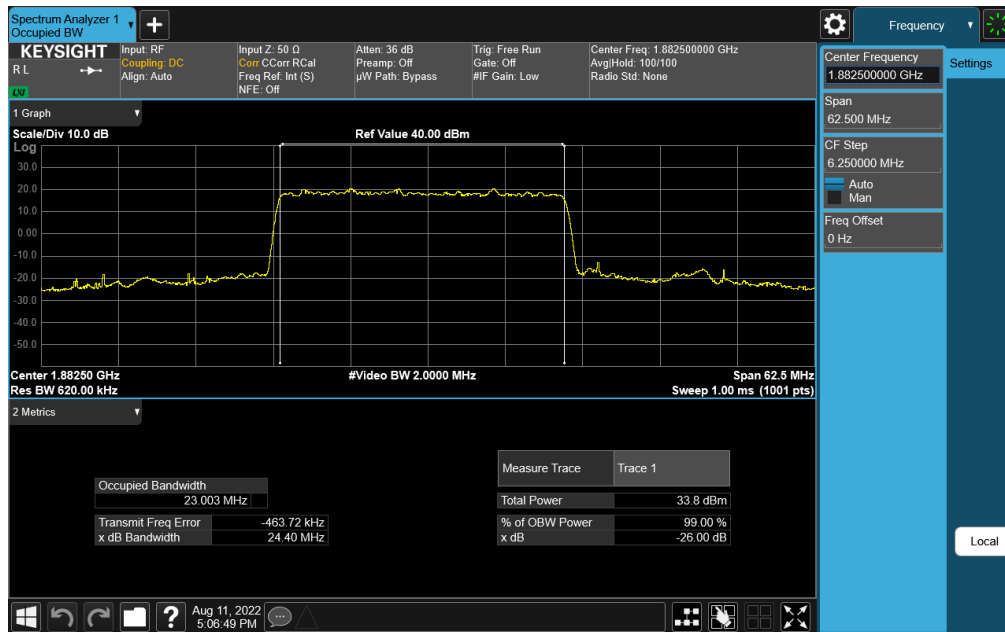 Spectrum Analyzer 1
Occupied BW
Frequency
KEYSIGHT
R L
LXI
Input: RF
Coupling: DC
Align: Auto
Input Z: 50 Ω
Corr CCorr RCal
Freq Ref: Int (S)
NFE: Off
Atten: 36 dB
Preamp: Off
µW Path: Bypass
Trig: Free Run
Gate: Off
#IF Gain: Low
Center Freq: 1.882500000 GHz
Avg|Hold: 100/100
Radio Std: None
Center Frequency
1.882500000 GHz
Settings
Span
62.500 MHz
CF Step
6.250000 MHz
Auto
Man
Freq Offset
0 Hz
1 Graph
Scale/Div 10.0 dB
Ref Value 40.00 dBm
Log
30.0
20.0
10.0
0.00
-10.0
-20.0
-30.0
-40.0
-50.0
Center 1.88250 GHz
#Video BW 2.0000 MHz
Span 62.5 MHz
Res BW 620.00 kHz
Sweep 1.00 ms (1001 pts)
2 Metrics
Measure Trace
Trace 1
Occupied Bandwidth
23.003 MHz
Total Power
33.8 dBm
Transmit Freq Error
-463.72 kHz
% of OBW Power
99.00 %
x dB Bandwidth
24.40 MHz
x dB
-26.00 dB
Local
?
Aug 11, 2022
5:06:49 PM